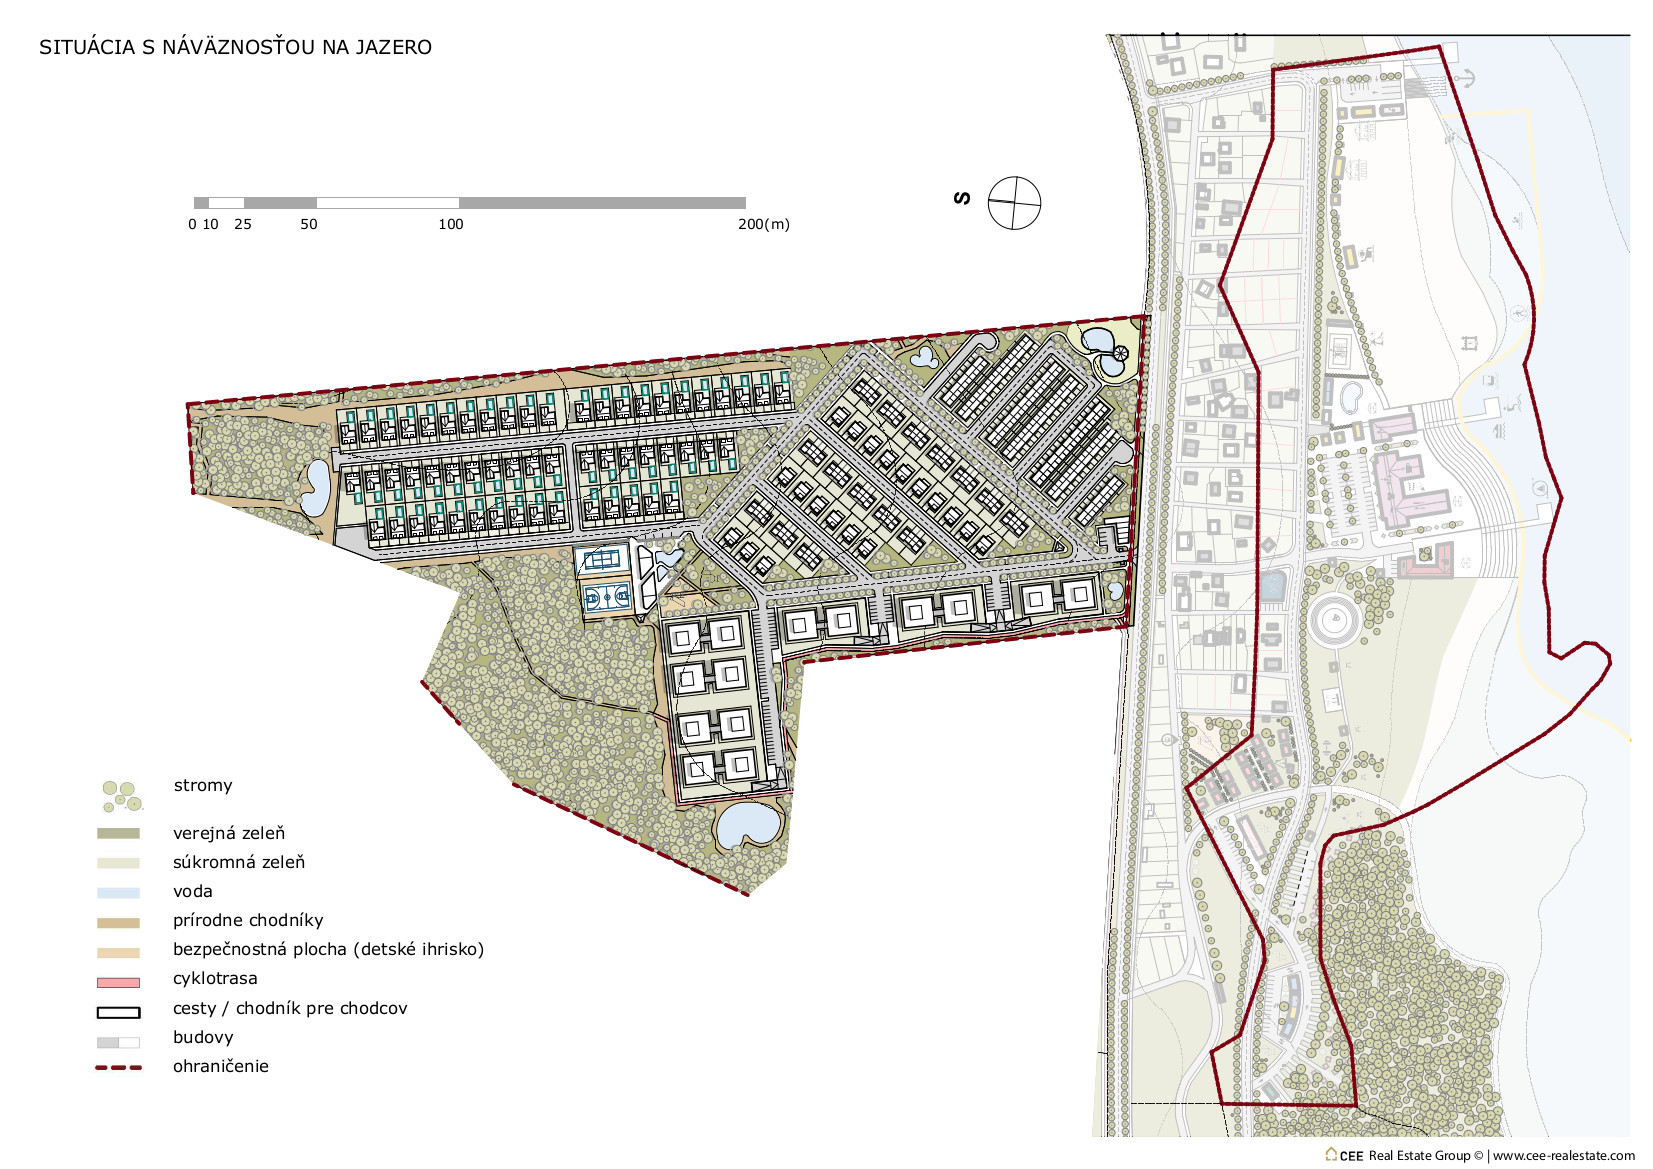 SITUÁCIA S NÁVÄZNOSŤOU NA JAZERO
0 10 25 50 100 200(m)
S
stromy
verejná zeleň
súkromná zeleň
voda
prírodne chodníky
bezpečnostná plocha (detské ihrisko)
cyklotrasa
cesty / chodník pre chodcov
budovy
ohraničenie
CEE Real Estate Group © | www.cee-realestate.com